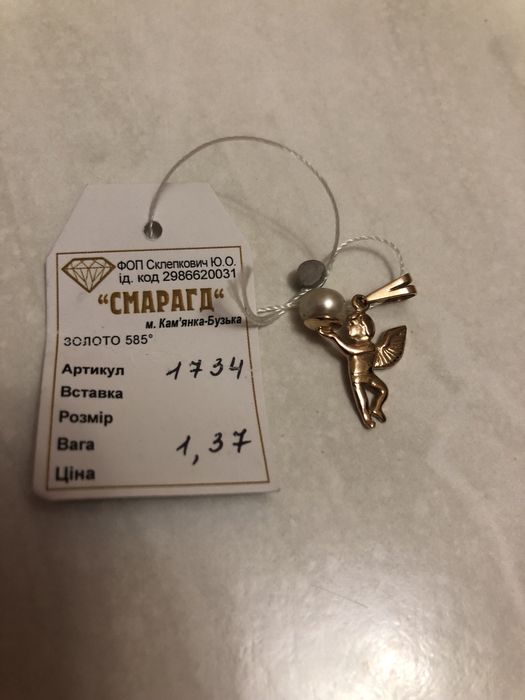 ФОП Склепкович Ю.О.
ід. код 2986620031
"СМАРАГД"
м. Кам'янка-Бузька
ЗОЛОТО 585°
Артикул 1734
Вставка
Розмір
Вага 1,37
Ціна